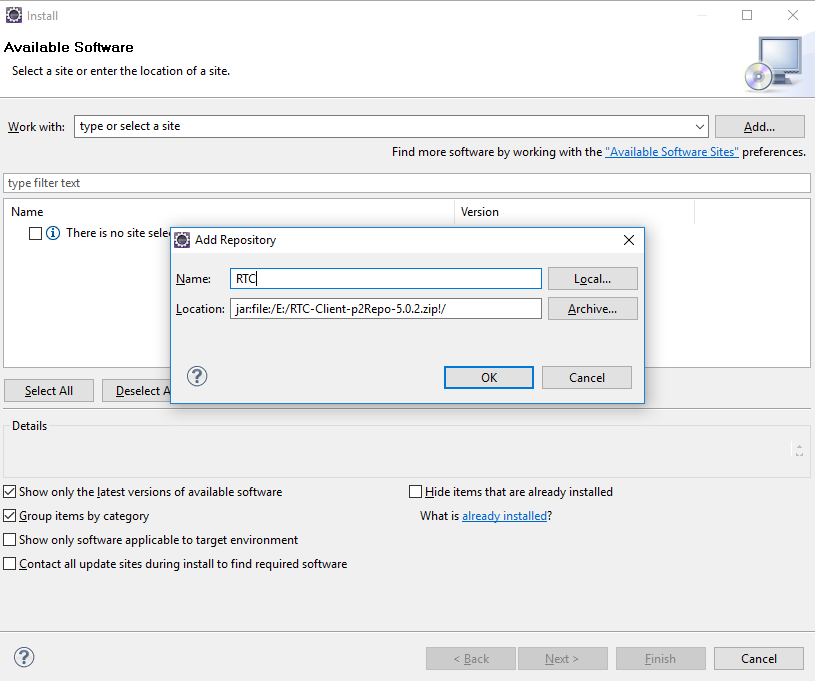 Install
Available Software
Select a site or enter the location of a site.
Work with: type or select a site Add...
Find more software by working with the "Available Software Sites" preferences.
type filter text
Name Version
There is no site sele
Add Repository
Name: RTC Local...
Location: jar:file:/E:/RTC-Client-p2Repo-5.0.2.zip!/ Archive...
? OK Cancel
Select All Deselect A
Details
Show only the latest versions of available software Hide items that are already installed
Group items by category What is already installed?
Show only software applicable to target environment
Contact all update sites during install to find required software
? < Back Next > Finish Cancel